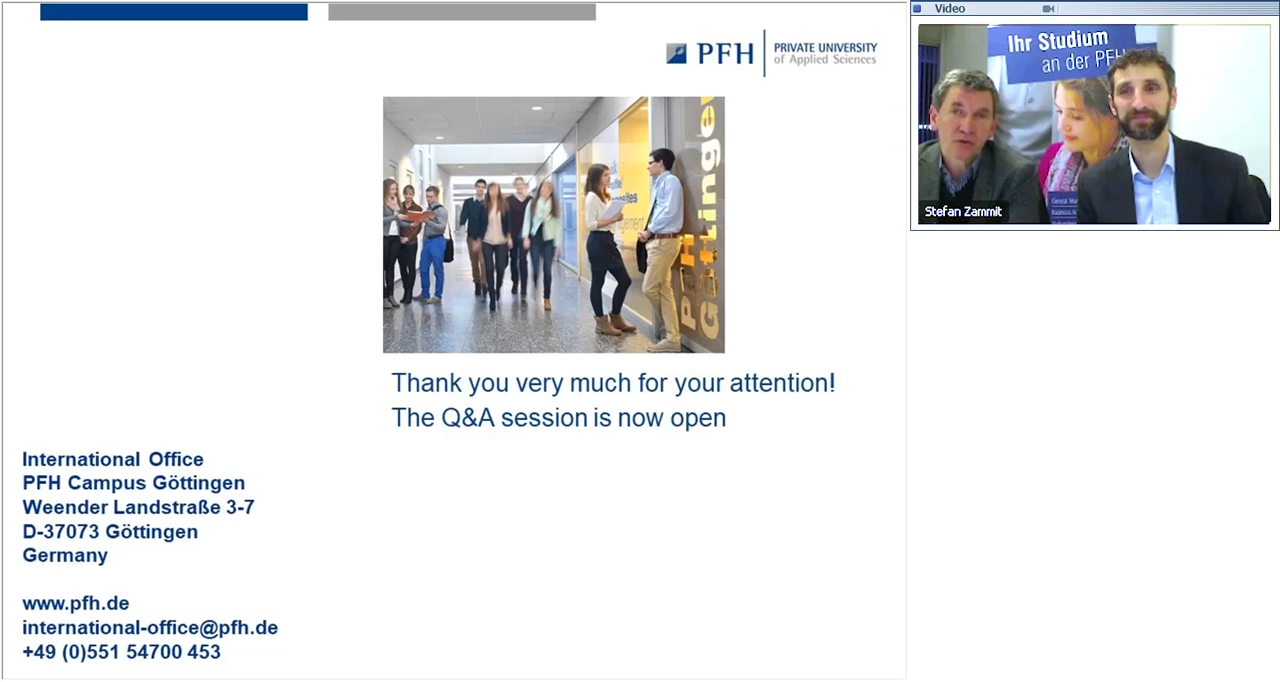 PFH
PRIVATE UNIVERSITY
of Applied Sciences
Göttingen
PFH
Thank you very much for your attention!
The Q&A session is now open
International Office
PFH Campus Göttingen
Weender Landstraße 3-7
D-37073 Göttingen
Germany
www.pfh.de
international-office@pfh.de
+49 (0)551 54700 453
Video
Ihr Studium
an der PFH
Stefan Zammit